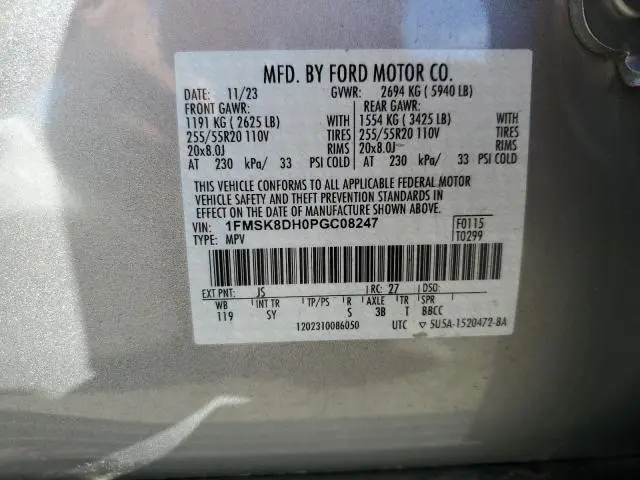 MFD. BY FORD MOTOR CO.
DATE: 11/23 GVWR: 2694 KG ( 5940 LB)
FRONT GAWR: REAR GAWR:
1191 KG ( 2625 LB) WITH 1554 KG ( 3425 LB) WITH
255/55R20 110V TIRES 255/55R20 110V TIRES
20x8.0J RIMS 20x8.0J RIMS
AT 230 kPa/ 33 PSI COLD AT 230 kPa/ 33 PSI COLD
THIS VEHICLE CONFORMS TO ALL APPLICABLE FEDERAL MOTOR
VEHICLE SAFETY AND THEFT PREVENTION STANDARDS IN
EFFECT ON THE DATE OF MANUFACTURE SHOWN ABOVE.
VIN: 1FMSK8DH0PGC08247 F0115
TYPE: MPV T0299
EXT PNT: JS RC: 27 DSO:
WB INT TR TP/PS R AXLE TR SPR
119 SY S 3B T BBCC
1202310086050 UTC ▽ 5U5A-1520472-BA